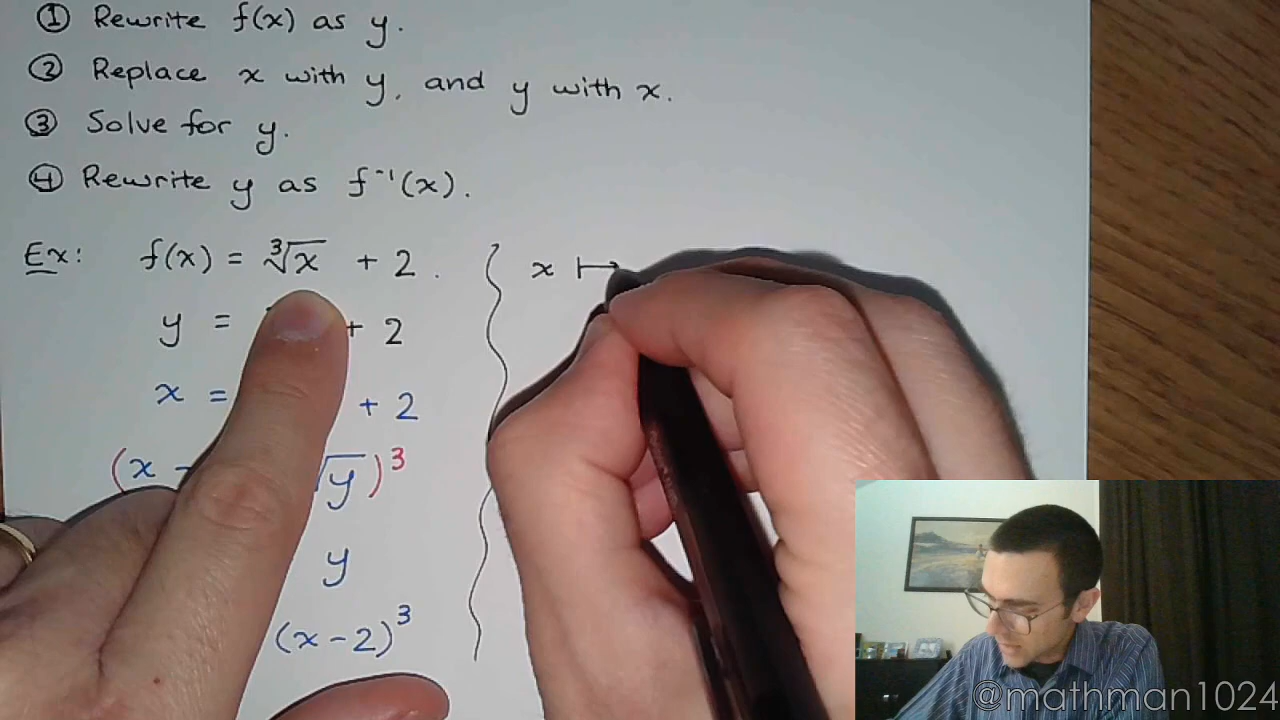 ① Rewrite f(x) as y.
② Replace x with y, and y with x.
③ Solve for y.
④ Rewrite y as f⁻¹(x).
Ex: f(x) = ∛x + 2.
y = + 2
x = + 2
(x - √y)³
y
(x-2)³
x ↦
@mathman1024